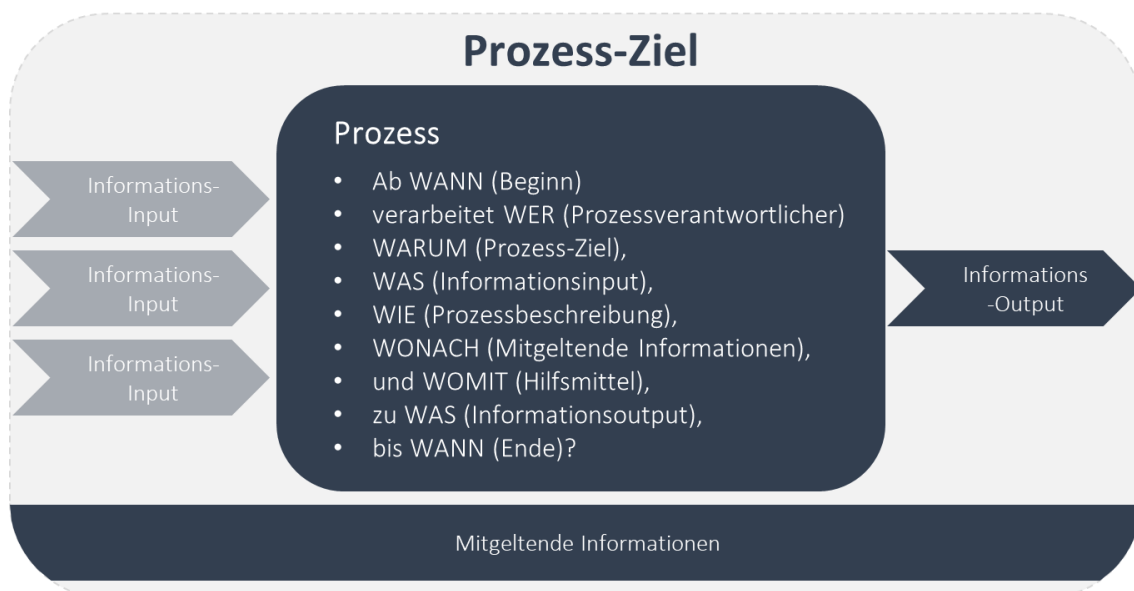 Prozess-Ziel
Informations-
Input
Informations-
Input
Informations-
Input
Prozess
• Ab WANN (Beginn)
• verarbeitet WER (Prozessverantwortlicher)
• WARUM (Prozess-Ziel),
• WAS (Informationsinput),
• WIE (Prozessbeschreibung),
• WONACH (Mitgeltende Informationen),
• und WOMIT (Hilfsmittel),
• zu WAS (Informationsoutput),
• bis WANN (Ende)?
Informations
-Output
Mitgeltende Informationen